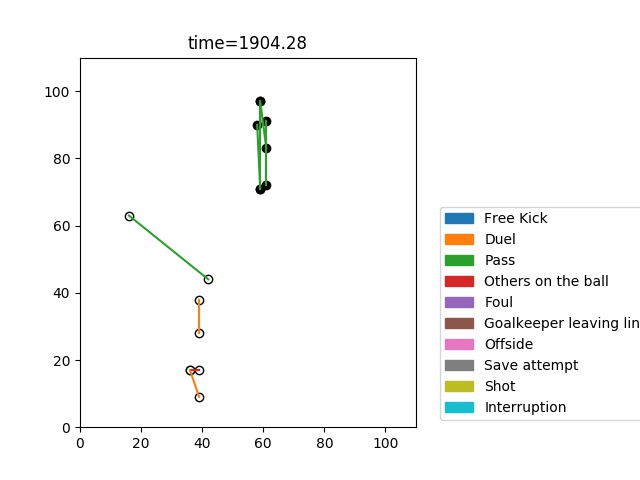 time=1904.28
100
80
60
40
20
0
0 20 40 60 80 100
Free Kick
Duel
Pass
Others on the ball
Foul
Goalkeeper leaving lin
Offside
Save attempt
Shot
Interruption